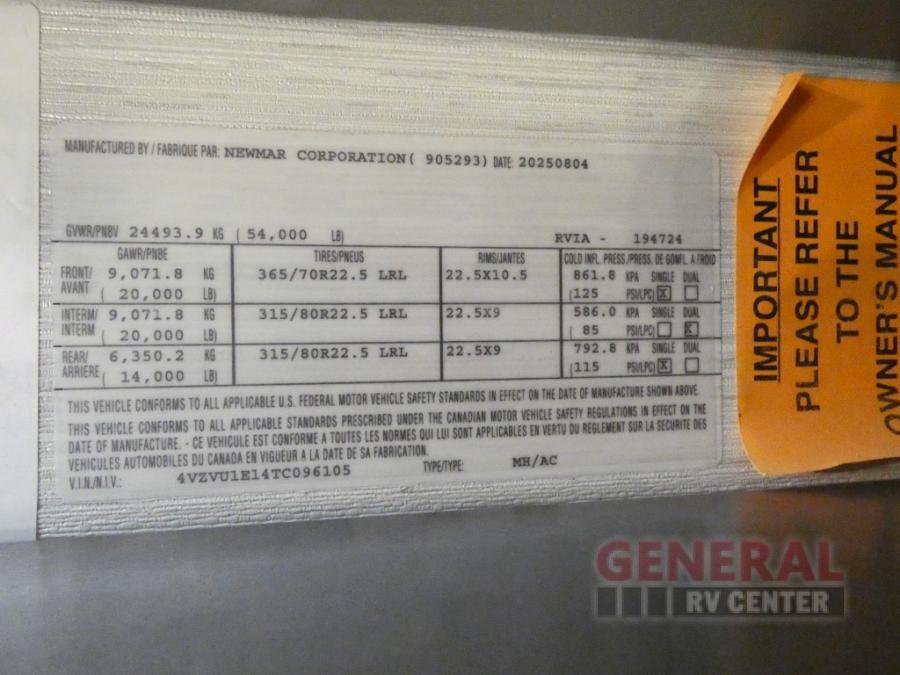 MANUFACTURED BY / FABRIQUE PAR: NEWMAR CORPORATION( 905293) DATE: 20250804
GVWR/PNBV 24493.9 KG ( 54,000 LB) RVIA - 194724
GAWR/PNBE TIRES/PNEUS RIMS/JANTES COLD INFL. PRESS./PRESS. DE GONFL. A FROID
FRONT/ 9,071.8 KG 365/70R22.5 LRL 22.5X10.5 861.8 KPA SINGLE DUAL
AVANT ( 20,000 LB) (125 PSI/LPC) X
INTERM/ 9,071.8 KG 315/80R22.5 LRL 22.5X9 586.0 KPA SINGLE DUAL
INTERM ( 20,000 LB) ( 85 PSI/LPC) X
REAR/ 6,350.2 KG 315/80R22.5 LRL 22.5X9 792.8 KPA SINGLE DUAL
ARRIERE ( 14,000 LB) (115 PSI/LPC) X
THIS VEHICLE CONFORMS TO ALL APPLICABLE U.S. FEDERAL MOTOR VEHICLE SAFETY STANDARDS IN EFFECT ON THE DATE OF MANUFACTURE SHOWN ABOVE.
THIS VEHICLE CONFORMS TO ALL APPLICABLE STANDARDS PRESCRIBED UNDER THE CANADIAN MOTOR VEHICLE SAFETY REGULATIONS IN EFFECT ON THE
DATE OF MANUFACTURE. - CE VEHICULE EST CONFORME A TOUTES LES NORMES QUI LUI SONT APPLICABLES EN VERTU DU REGLEMENT SUR LA SECURITE DES
VEHICULES AUTOMOBILES DU CANADA EN VIGUEUR A LA DATE DE SA FABRICATION.
V.I.N./N.I.V.: 4VZVU1E14TC096105 TYPE/TYPE: MH/AC
IMPORTANT
PLEASE REFER
TO THE
OWNER'S MANUAL
GENERAL
RV CENTER